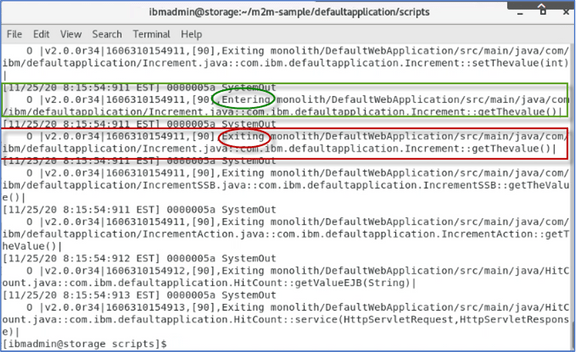 ibmadmin@storage:~/m2m-sample/defaultapplication/scripts
File Edit View Search Terminal Help
O |v2.0.0r34|1606310154911,[90],Exiting monolith/DefaultWebApplication/src/main/java/com/
ibm/defaultapplication/Increment.java::com.ibm.defaultapplication.Increment::setThevalue(int)
|
[11/25/20 8:15:54:911 EST] 0000005a SystemOut
O |v2.0.0r34|1606310154911,[90],Entering monolith/DefaultWebApplication/src/main/java/com
/ibm/defaultapplication/Increment.java::com.ibm.defaultapplication.Increment::getThevalue()|
[11/25/20 8:15:54:911 EST] 0000005a SystemOut
O |v2.0.0r34|1606310154911,[90],Exiting monolith/DefaultWebApplication/src/main/java/com/
ibm/defaultapplication/Increment.java::com.ibm.defaultapplication.Increment::getThevalue()|
[11/25/20 8:15:54:911 EST] 0000005a SystemOut
O |v2.0.0r34|1606310154911,[90],Exiting monolith/DefaultWebApplication/src/main/java/com/
ibm/defaultapplication/IncrementSSB.java::com.ibm.defaultapplication.IncrementSSB::getTheValu
e()|
[11/25/20 8:15:54:911 EST] 0000005a SystemOut
O |v2.0.0r34|1606310154911,[90],Exiting monolith/DefaultWebApplication/src/main/java/com/
ibm/defaultapplication/IncrementAction.java::com.ibm.defaultapplication.IncrementAction::getT
heValue()|
[11/25/20 8:15:54:912 EST] 0000005a SystemOut
O |v2.0.0r34|1606310154912,[90],Exiting monolith/DefaultWebApplication/src/main/java/HitC
ount.java::com.ibm.defaultapplication.HitCount::getValueEJB(String)|
[11/25/20 8:15:54:913 EST] 0000005a SystemOut
O |v2.0.0r34|1606310154913,[90],Exiting monolith/DefaultWebApplication/src/main/java/HitC
ount.java::com.ibm.defaultapplication.HitCount::service(HttpServletRequest,HttpServletRespons
e)|
[ibmadmin@storage scripts]$